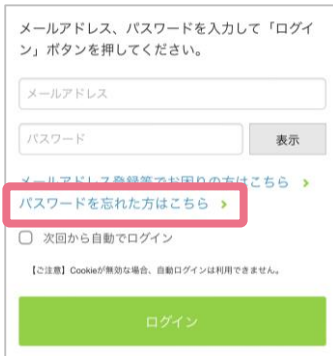 メールアドレス、パスワードを入力して「ログイ
ン」ボタンを押してください。
メールアドレス
パスワード
表示
メールアドレス登録等でお困りの方はこちら
パスワードを忘れた方はこちら
次回から自動でログイン
【ご注意】Cookieが無効な場合、自動ログインは利用できません。
ログイン